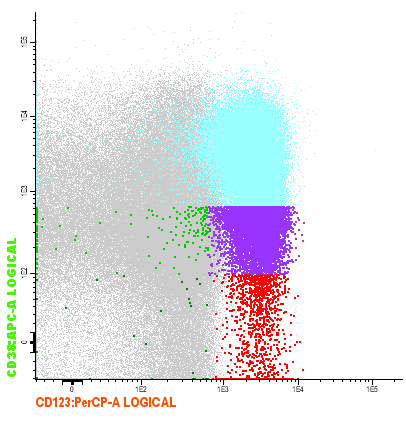 1E5
1E4
1E3
1E2
0
CD38:APC-A LOGICAL
0
1E2
1E3
1E4
1E5
CD123:PerCP-A LOGICAL